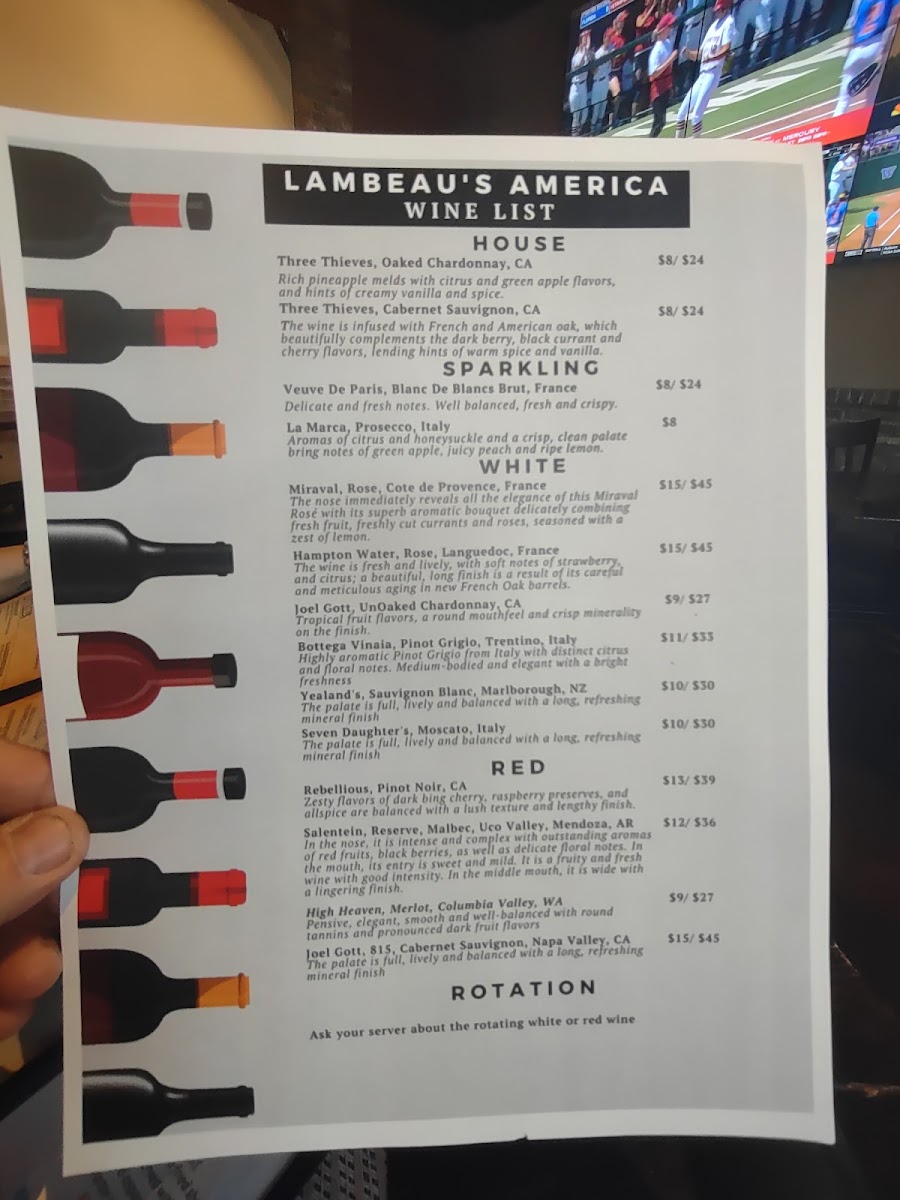 LAMBEAU'S AMERICA
WINE LIST
HOUSE
Three Thieves, Oaked Chardonnay, CA $8/ $24
Rich pineapple melds with citrus and green apple flavors,
and hints of creamy vanilla and spice.
Three Thieves, Cabernet Sauvignon, CA $8/ $24
The wine is infused with French and American oak, which
beautifully complements the dark berry, black currant and
cherry flavors, lending hints of warm spice and vanilla.
SPARKLING
Veuve De Paris, Blanc De Blancs Brut, France $8/ $24
Delicate and fresh notes. Well balanced, fresh and crispy.
La Marca, Prosecco, Italy $8
Aromas of citrus and honeysuckle and a crisp, clean palate
bring notes of green apple, juicy peach and ripe lemon.
WHITE
Miraval, Rose, Cote de Provence, France $15/ $45
The nose immediately reveals all the elegance of this Miraval
Rosé with its superb aromatic bouquet delicately combining
fresh fruit, freshly cut currants and roses, seasoned with a
zest of lemon.
Hampton Water, Rose, Languedoc, France $15/ $45
The wine is fresh and lively, with soft notes of strawberry,
and citrus; a beautiful, long finish is a result of its careful
and meticulous aging in new French Oak barrels.
Joel Gott, UnOaked Chardonnay, CA $9/ $27
Tropical fruit flavors, a round mouthfeel and crisp minerality
on the finish.
Bottega Vinaia, Pinot Grigio, Trentino, Italy $11/ $33
Highly aromatic Pinot Grigio from Italy with distinct citrus
and floral notes. Medium-bodied and elegant with a bright
freshness
Yealand's, Sauvignon Blanc, Marlborough, NZ $10/ $30
The palate is full, lively and balanced with a long, refreshing
mineral finish
Seven Daughter's, Moscato, Italy $10/ $30
The palate is full, lively and balanced with a long, refreshing
mineral finish
RED
Rebellious, Pinot Noir, CA $13/ $39
Zesty flavors of dark bing cherry, raspberry preserves, and
allspice are balanced with a lush texture and lengthy finish.
Salentein, Reserve, Malbec, Uco Valley, Mendoza, AR $12/ $36
In the nose, it is intense and complex with outstanding aromas
of red fruits, black berries, as well as delicate floral notes. In
the mouth, its entry is sweet and mild. It is a fruity and fresh
wine with good intensity. In the middle mouth, it is wide with
a lingering finish.
High Heaven, Merlot, Columbia Valley, WA $9/ $27
Pensive, elegant, smooth and well-balanced with round
tannins and pronounced dark fruit flavors
Joel Gott, 815, Cabernet Sauvignon, Napa Valley, CA $15/ $45
The palate is full, lively and balanced with a long, refreshing
mineral finish
ROTATION
Ask your server about the rotating white or red wine
MERCURY